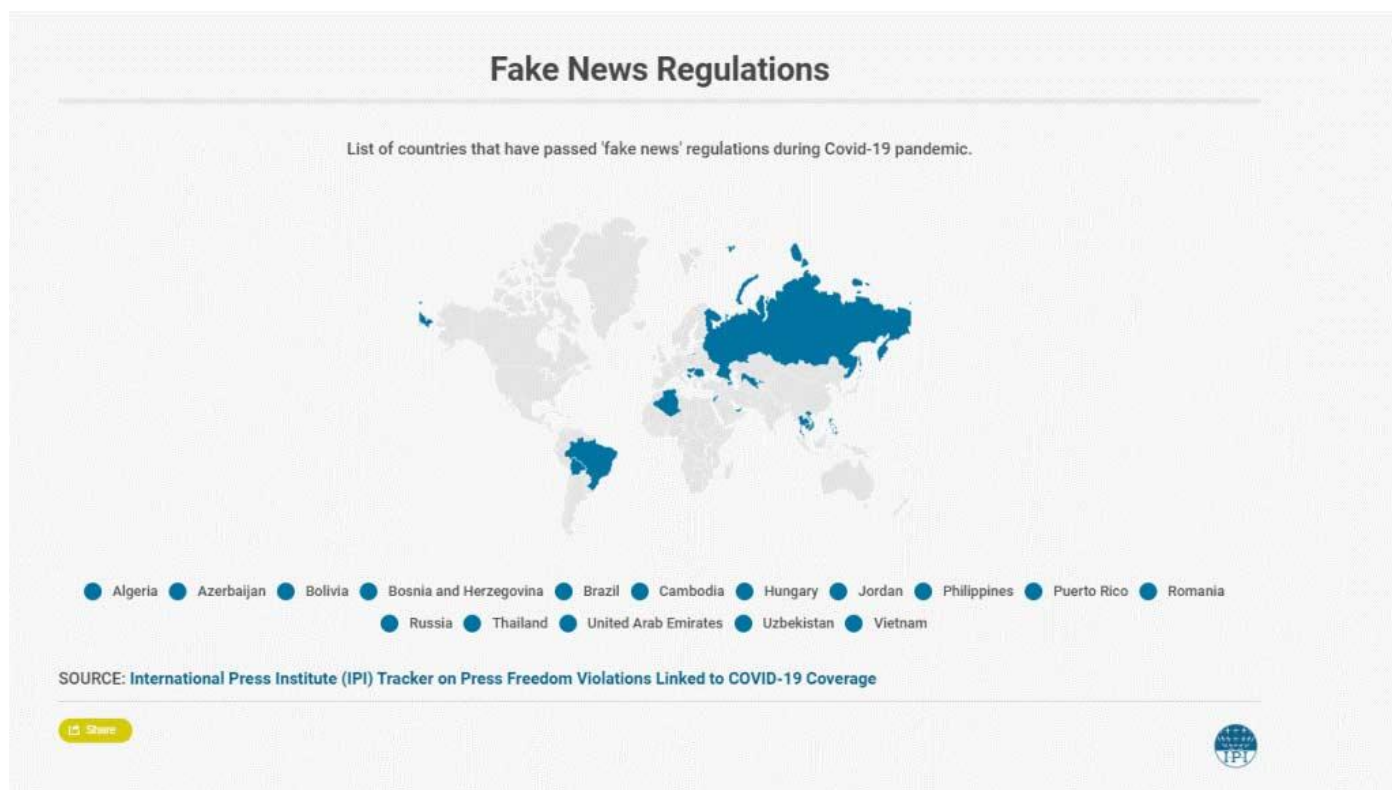 Fake News Regulations
List of countries that have passed 'fake news' regulations during Covid-19 pandemic.
Algeria Azerbaijan Bolivia Bosnia and Herzegovina Brazil Cambodia Hungary Jordan Philippines Puerto Rico Romania
Russia Thailand United Arab Emirates Uzbekistan Vietnam
SOURCE: International Press Institute (IPI) Tracker on Press Freedom Violations Linked to COVID-19 Coverage
Share
IPI